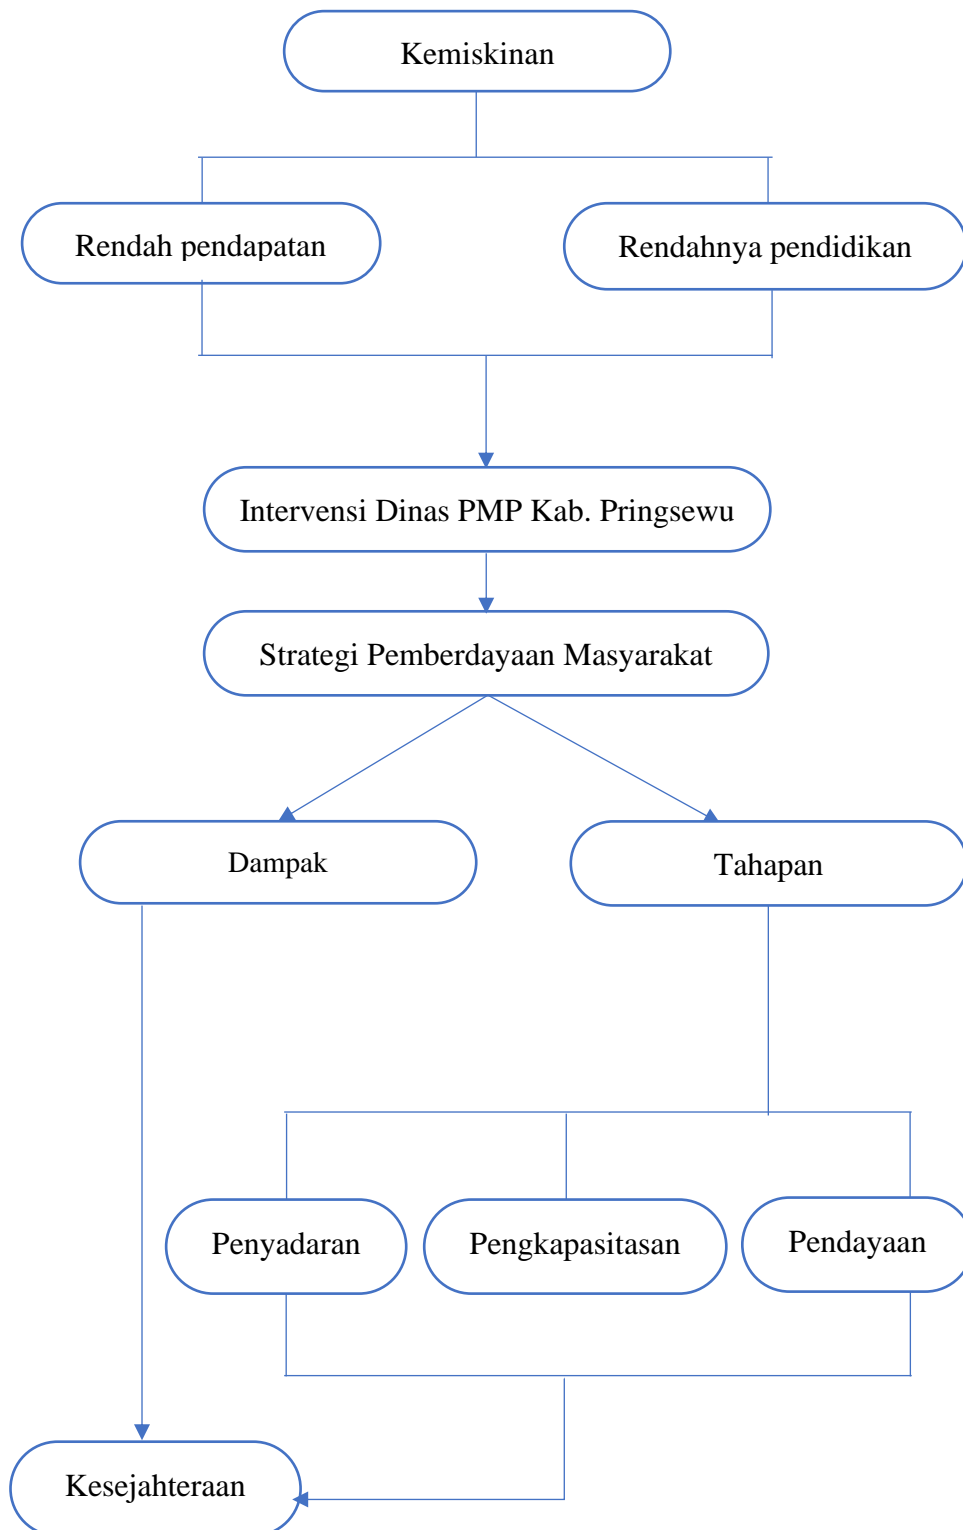 Kemiskinan
Rendah pendapatan
Rendahnya pendidikan
Intervensi Dinas PMP Kab. Pringsewu
Strategi Pemberdayaan Masyarakat
Dampak
Tahapan
Penyadaran
Pengkapasitasan
Pendayaan
Kesejahteraan